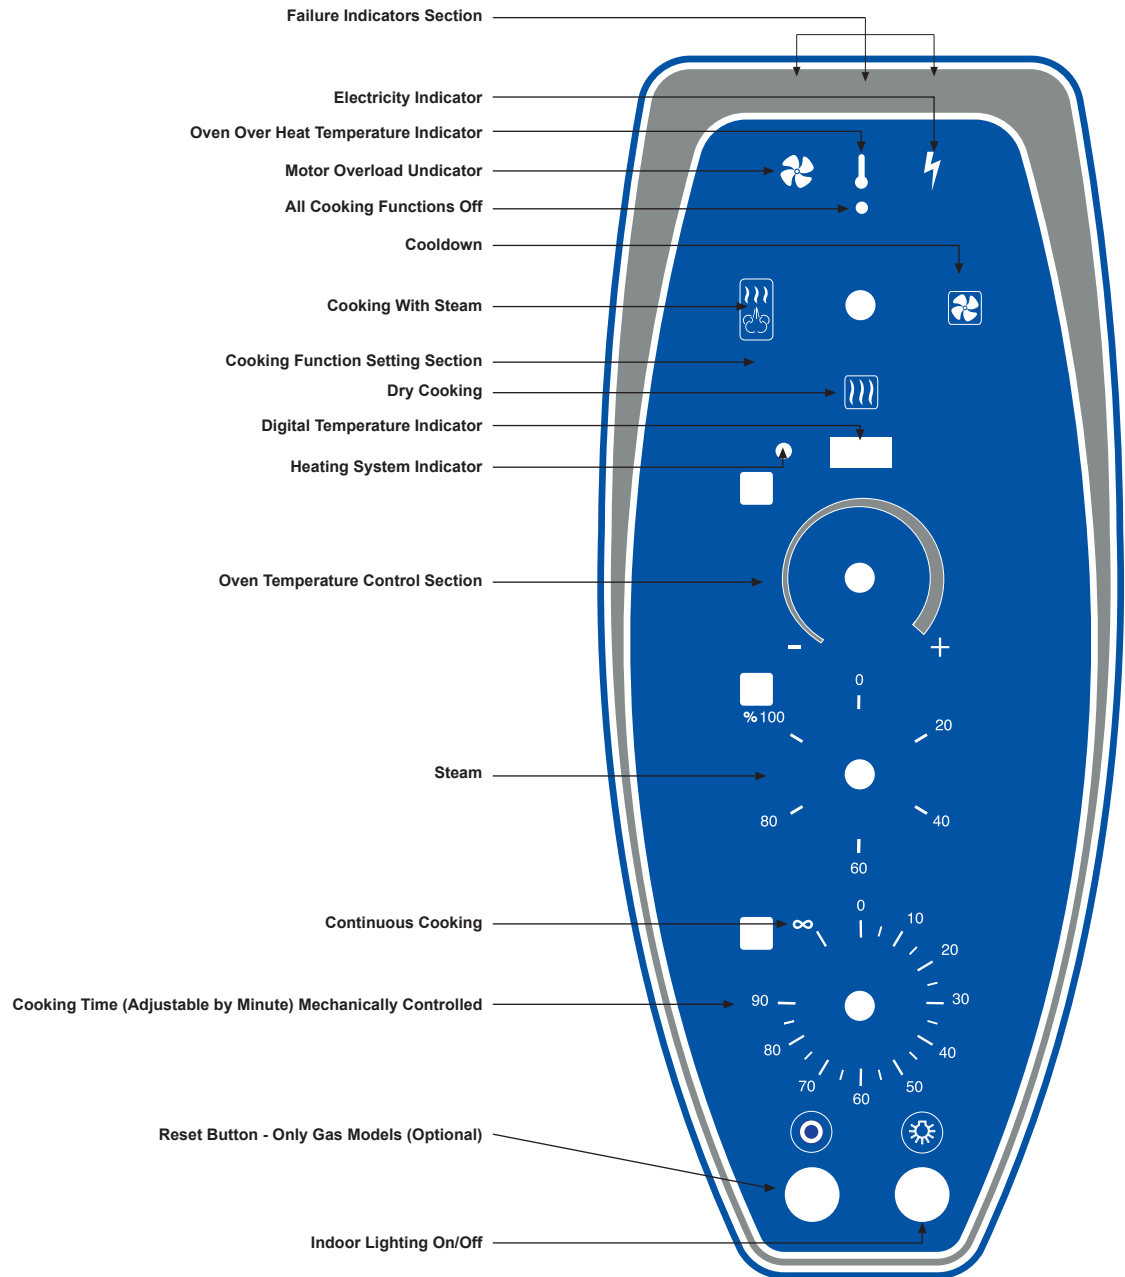 Failure Indicators Section
Electricity Indicator
Oven Over Heat Temperature Indicator
Motor Overload Undicator
All Cooking Functions Off
Cooldown
Cooking With Steam
Cooking Function Setting Section
Dry Cooking
Digital Temperature Indicator
Heating System Indicator
Oven Temperature Control Section
- +
0
% 100
20
Steam
80
40
60
Continuous Cooking
∞
0
10
20
Cooking Time (Adjustable by Minute) Mechanically Controlled
90
30
80
40
70
50
60
Reset Button - Only Gas Models (Optional)
Indoor Lighting On/Off